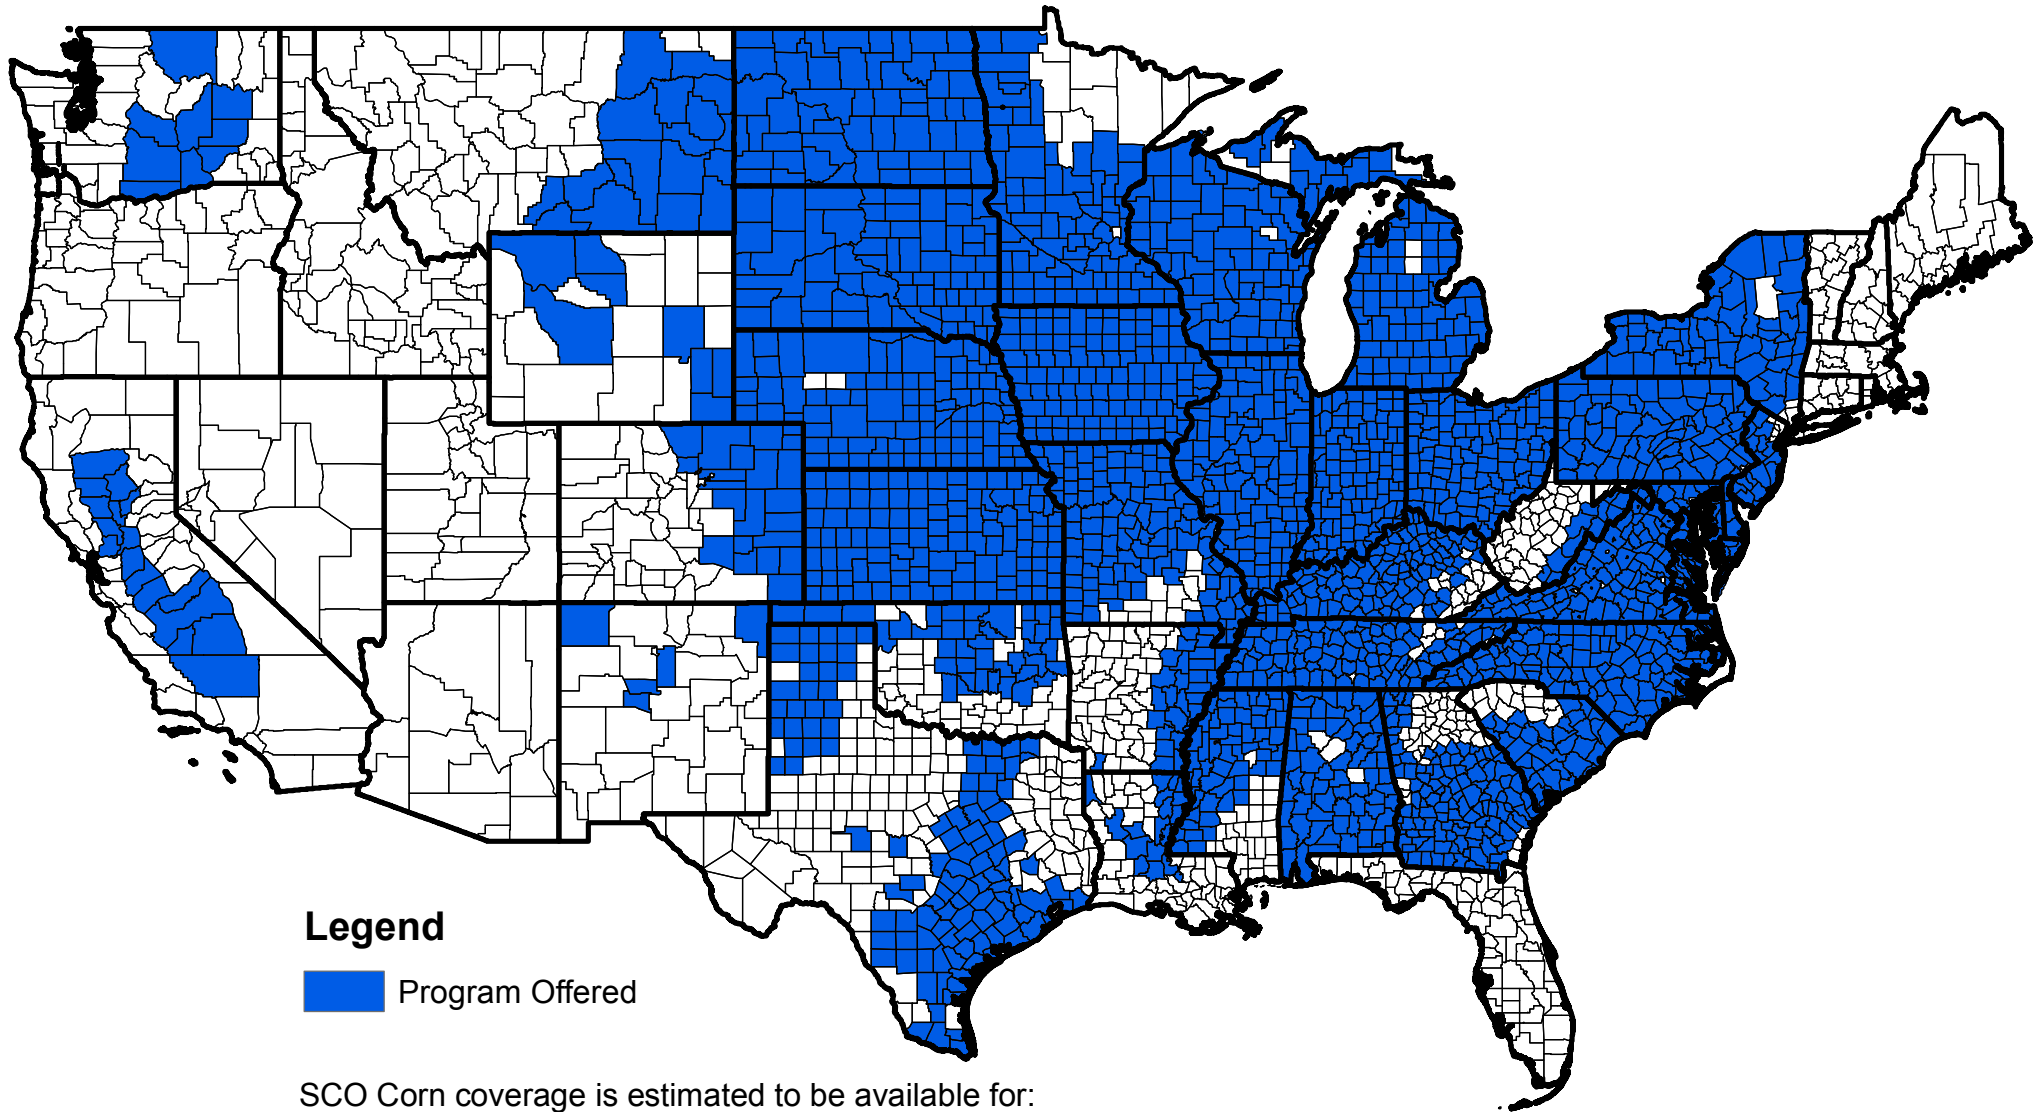 Legend
Program Offered
SCO Corn coverage is estimated to be available for: